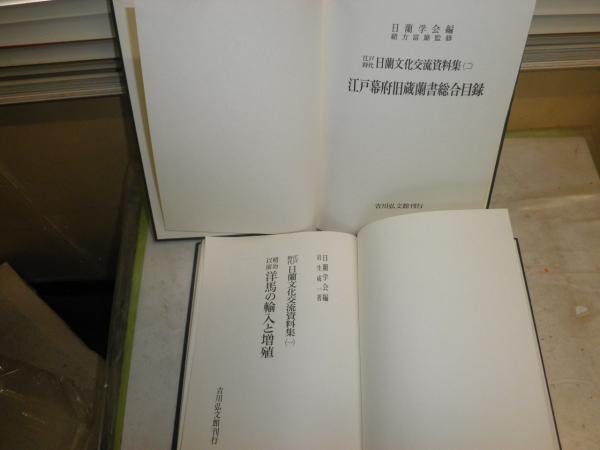 日蘭学会編
緒方富雄監修
江戸時代 日蘭文化交流資料集(二)
江戸幕府旧蔵蘭書総合目録
吉川弘文館刊行
日蘭学会編
岩生成一著
江戸時代 日蘭文化交流資料集(一)
明治以前 洋馬の輸入と増殖
吉川弘文館刊行